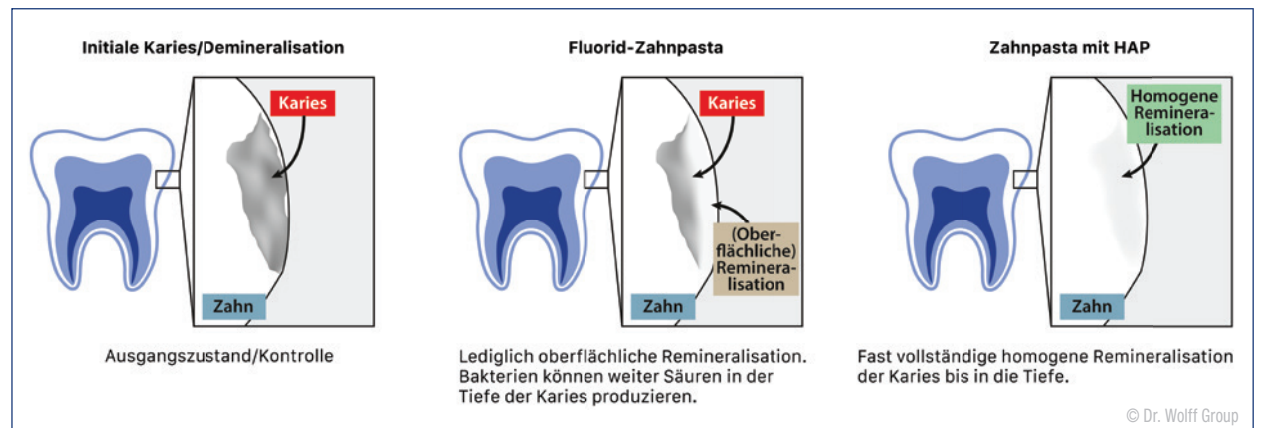 Initiale Karies/Demineralisation
Karies
Zahn
Ausgangszustand/Kontrolle
Fluorid-Zahnpasta
Karies
(Ober-
flächliche)
Reminera-
lisation
Zahn
Lediglich oberflächliche Remineralisation.
Bakterien können weiter Säuren in der
Tiefe der Karies produzieren.
Zahnpasta mit HAP
Homogene
Reminera-
lisation
Zahn
Fast vollständige homogene Remineralisation
der Karies bis in die Tiefe.
© Dr. Wolff Group